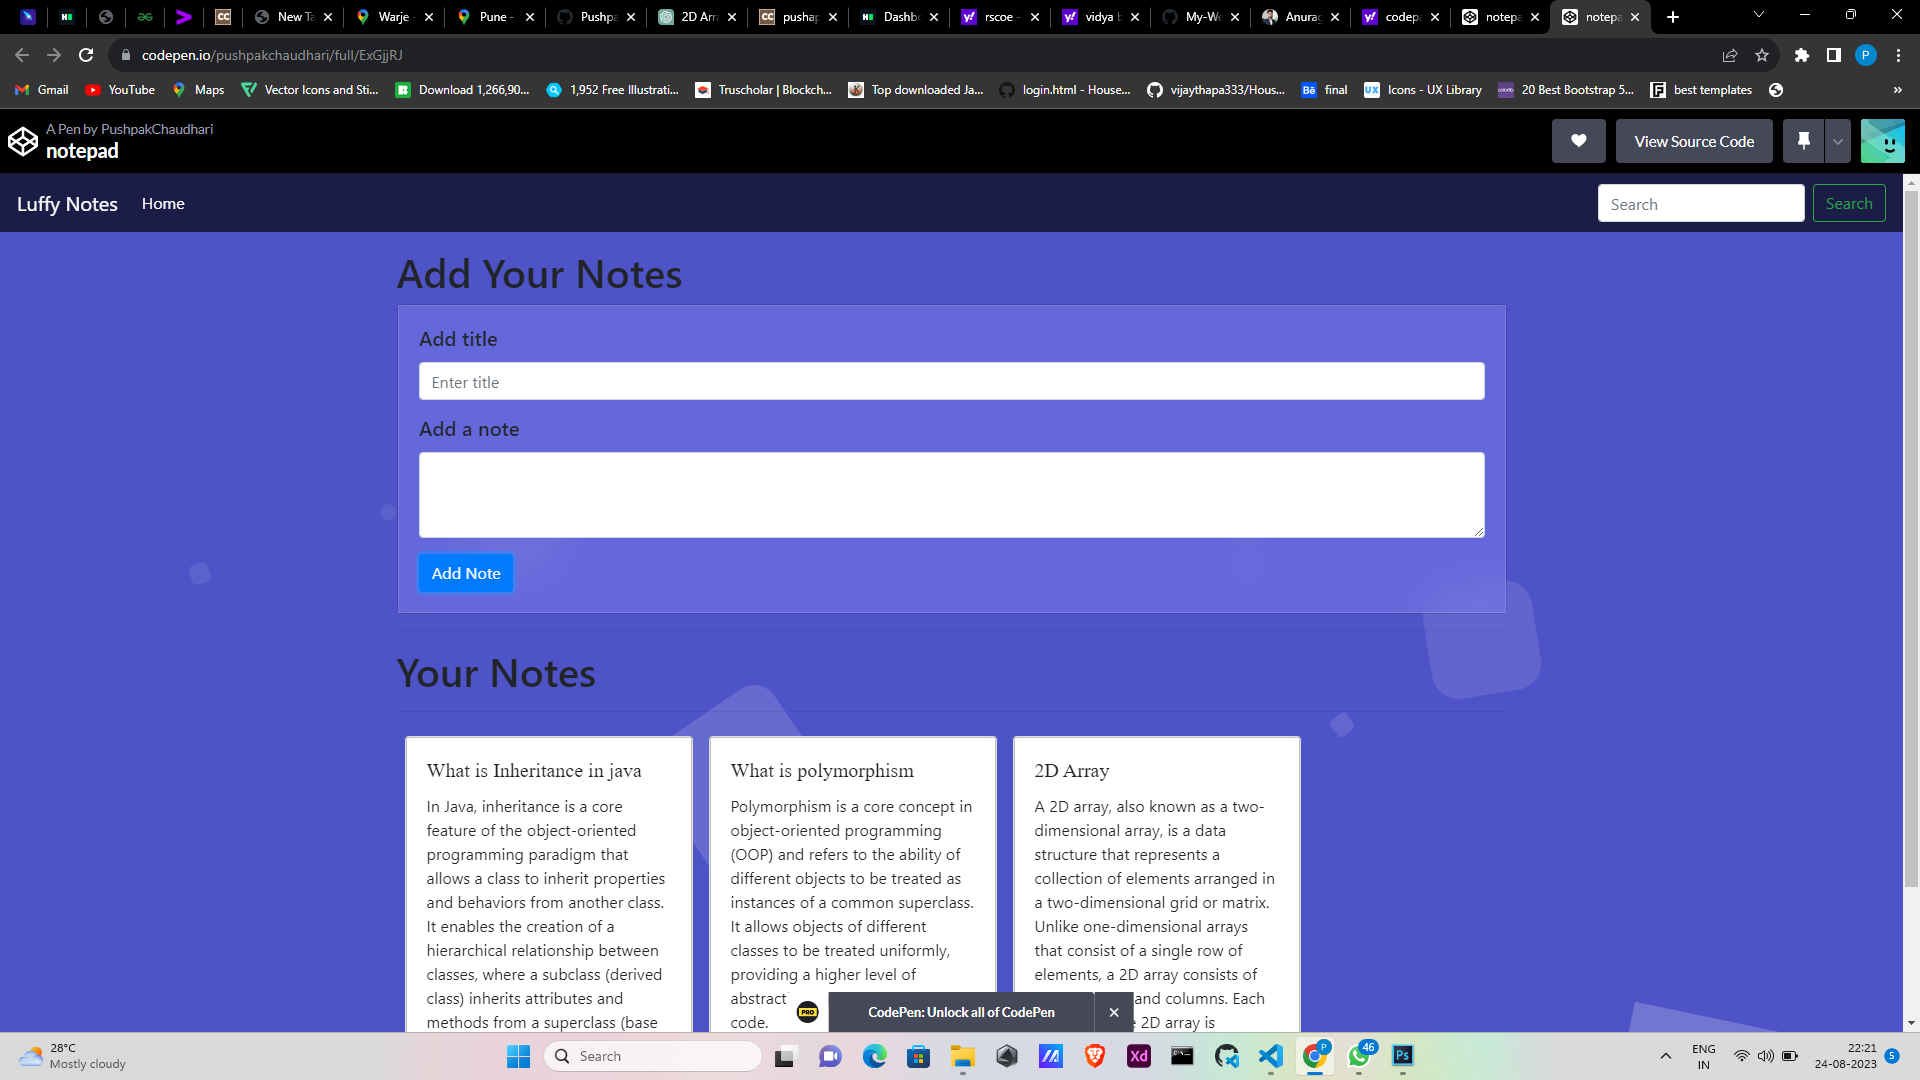 New Ta
Warje -
Pune -
Pushpa
2D Arr
CC
pushap
Dashbo
rscoe -
vidya b
My-We
Anurag
codepe
notepa
notepa
codepen.io/pushpakchaudhari/full/ExGjjRJ
P
Gmail
YouTube
Maps
Vector Icons and Sti...
Download 1,266,90...
1,952 Free Illustrati...
Truscholar | Blockch...
Top downloaded Ja...
login.html - House...
vijaythapa333/Hous...
final
Icons - UX Library
20 Best Bootstrap 5...
best templates
A Pen by PushpakChaudhari
notepad
View Source Code
Luffy Notes
Home
Search
Search
Add Your Notes
Add title
Enter title
Add a note
Add Note
Your Notes
What is Inheritance in java
In Java, inheritance is a core
feature of the object-oriented
programming paradigm that
allows a class to inherit properties
and behaviors from another class.
It enables the creation of a
hierarchical relationship between
classes, where a subclass (derived
class) inherits attributes and
methods from a superclass (base
What is polymorphism
Polymorphism is a core concept in
object-oriented programming
(OOP) and refers to the ability of
different objects to be treated as
instances of a common superclass.
It allows objects of different
classes to be treated uniformly,
providing a higher level of
abstract
code.
2D Array
A 2D array, also known as a two-
dimensional array, is a data
structure that represents a
collection of elements arranged in
a two-dimensional grid or matrix.
Unlike one-dimensional arrays
that consist of a single row of
elements, a 2D array consists of
and columns. Each
2D array is
PRO
CodePen: Unlock all of CodePen
28°C
Mostly cloudy
Search
Xd
P
46
Ps
ENG
IN
22:21
24-08-2023
5